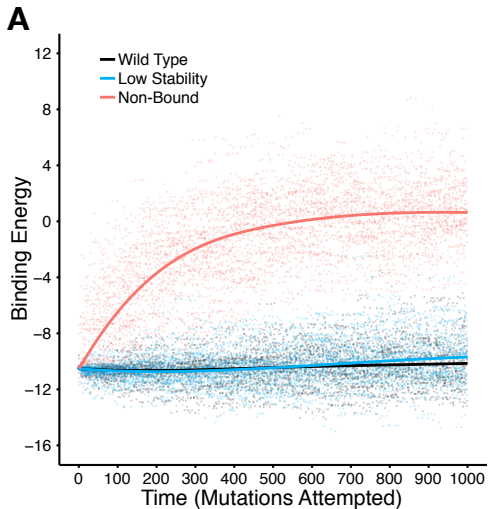 A
12
8
4
0
−4
−8
−12
−16
Binding Energy
Wild Type
Low Stability
Non-Bound
0 100 200 300 400 500 600 700 800 900 1000
Time (Mutations Attempted)